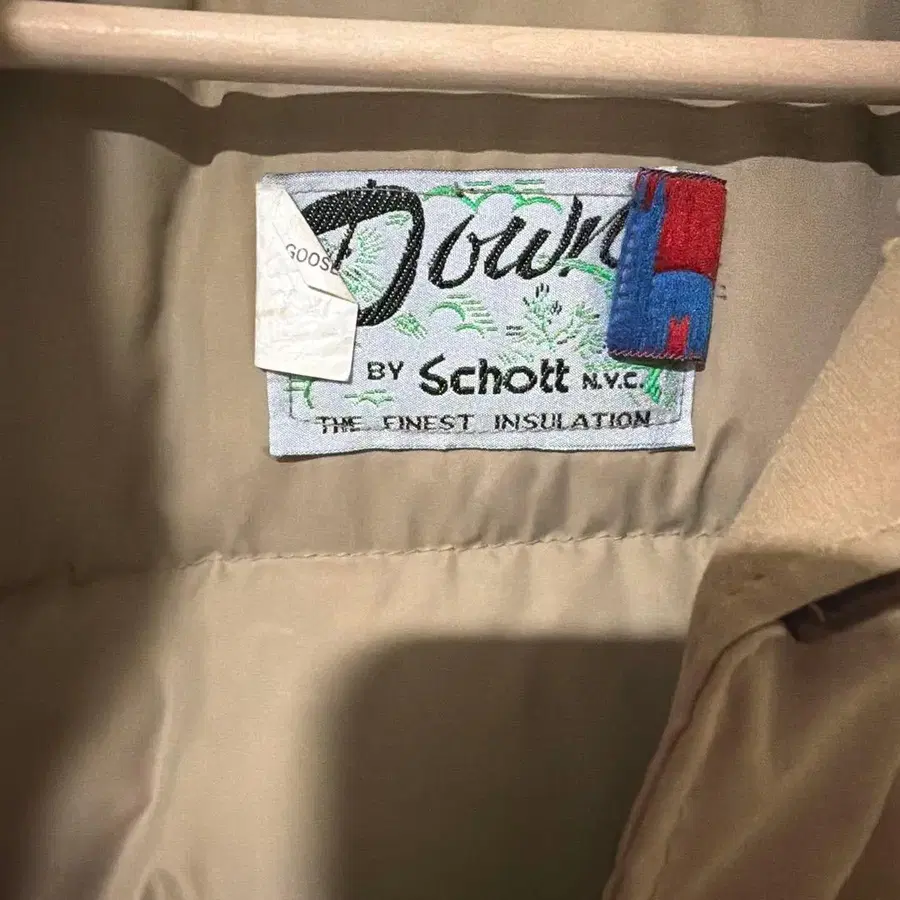 GOOSE
Down
BY Schott N.Y.C.
THE FINEST INSULATION